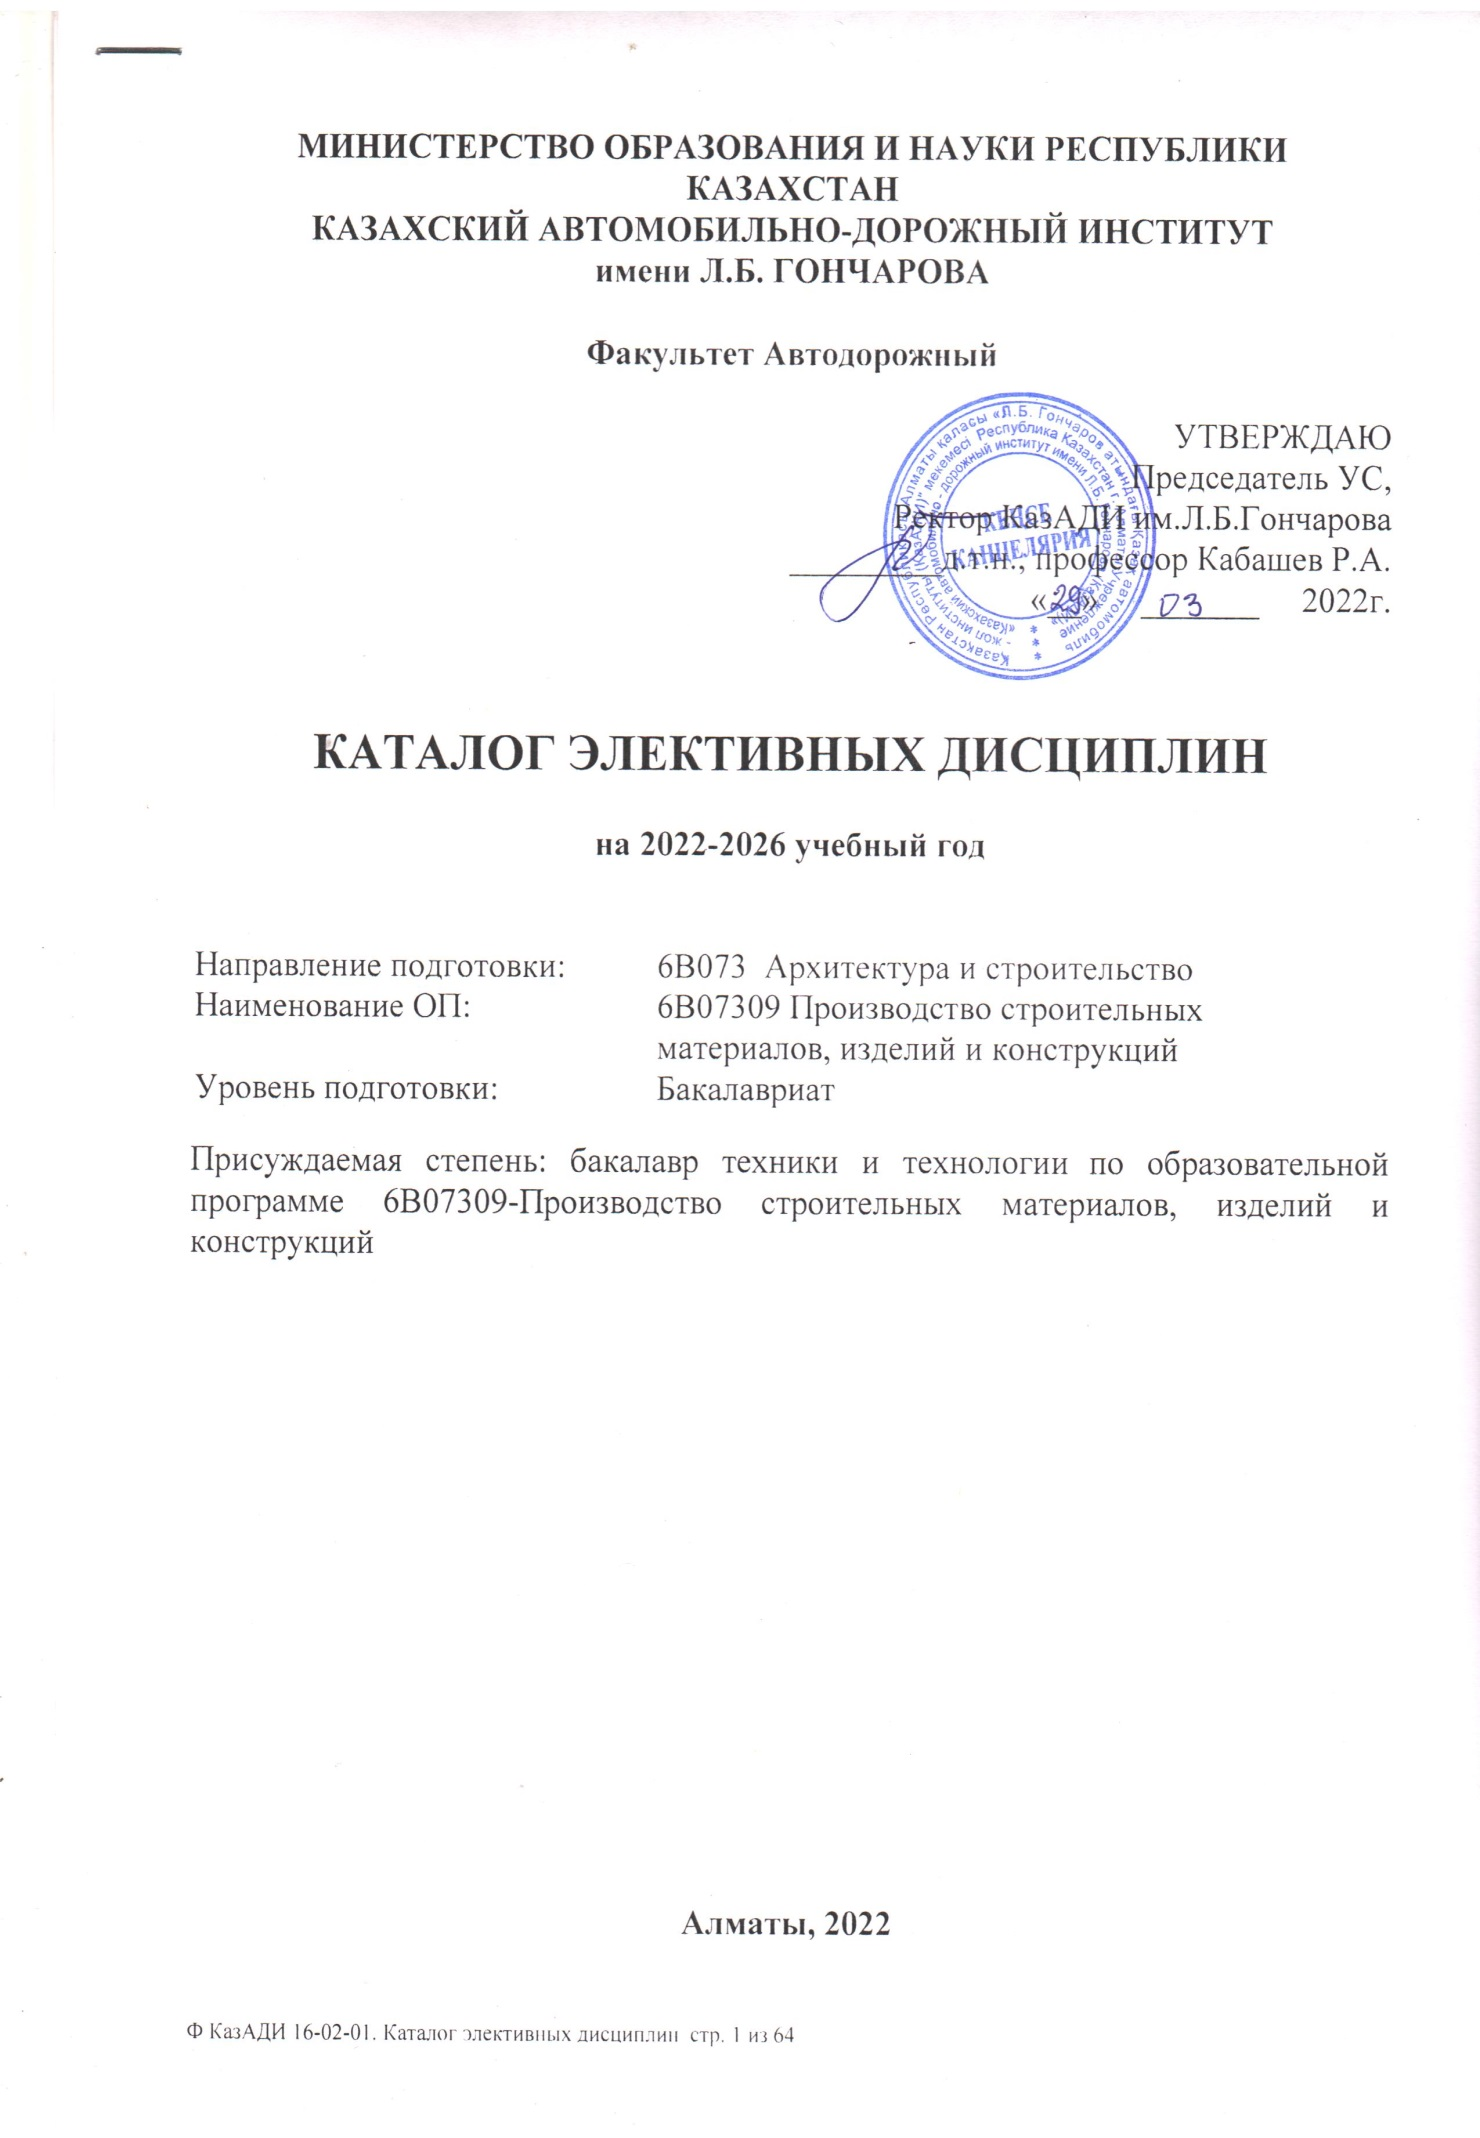 МИНИСТЕРСТВО ОБРАЗОВАНИЯ И НАУКИ РЕСПУБЛИКИ
КАЗАХСТАН
КАЗАХСКИЙ АВТОМОБИЛЬНО-ДОРОЖНЫЙ ИНСТИТУТ
имени Л.Б. ГОНЧАРОВА
Факультет Автодорожный
УТВЕРЖДАЮ
Председатель УС,
Ректор КазАДИ им.Л.Б.Гончарова
__________д.т.н., профессор Кабашев Р.А.
«29» 03 2022г.
КЕҢСЕ
КАНЦЕЛЯРИЯ
КАТАЛОГ ЭЛЕКТИВНЫХ ДИСЦИПЛИН
на 2022-2026 учебный год
Направление подготовки: 6В073 Архитектура и строительство
Наименование ОП: 6В07309 Производство строительных
материалов, изделий и конструкций
Уровень подготовки: Бакалавриат
Присуждаемая степень: бакалавр техники и технологии по образовательной
программе 6В07309-Производство строительных материалов, изделий и
конструкций
Алматы, 2022
Ф КазАДИ 16-02-01. Каталог элективных дисциплин стр. 1 из 64